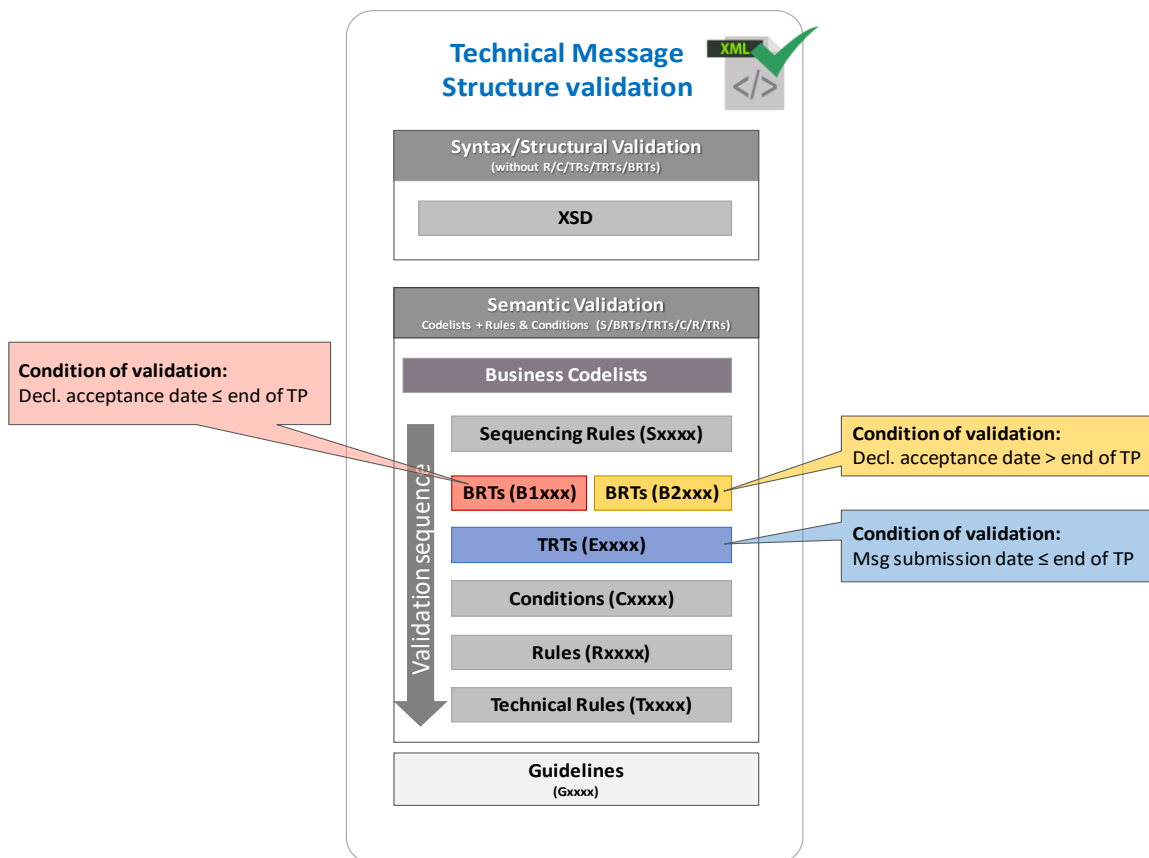 Technical Message
Structure validation
XML
</>
Syntax/Structural Validation
(without R/C/TRs/TRTs/BRTs)
XSD
Semantic Validation
Codelists + Rules & Conditions (S/BRTs/TRTs/C/R/TRs)
Business Codelists
Condition of validation:
Decl. acceptance date ≤ end of TP
Validation sequence
Sequencing Rules (Sxxxx)
BRTs (B1xxx)
BRTs (B2xxx)
Condition of validation:
Decl. acceptance date > end of TP
TRTs (Exxxx)
Condition of validation:
Msg submission date ≤ end of TP
Conditions (Cxxxx)
Rules (Rxxxx)
Technical Rules (Txxxx)
Guidelines
(Gxxxx)